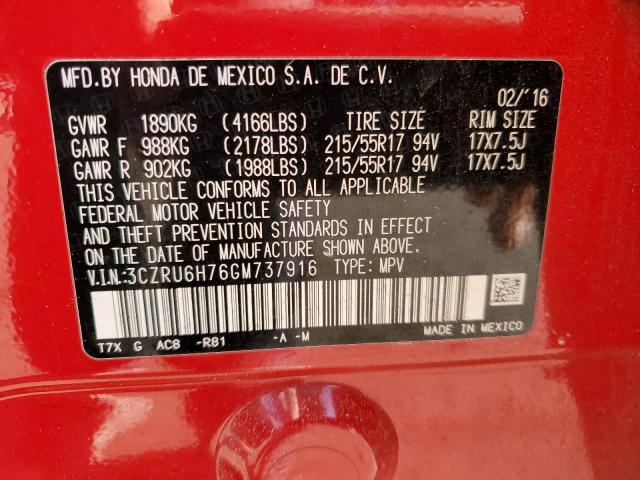 MFD.BY HONDA DE MEXICO S.A. DE C.V.
02/'16
GVWR 1890KG (4166LBS) TIRE SIZE RIM SIZE
GAWR F 988KG (2178LBS) 215/55R17 94V 17X7.5J
GAWR R 902KG (1988LBS) 215/55R17 94V 17X7.5J
THIS VEHICLE CONFORMS TO ALL APPLICABLE
FEDERAL MOTOR VEHICLE SAFETY
AND THEFT PREVENTION STANDARDS IN EFFECT
ON THE DATE OF MANUFACTURE SHOWN ABOVE.
V.I.N.:3CZRU6H76GM737916 TYPE: MPV
MADE IN MEXICO
T7X G AC8 -R81 -A -M